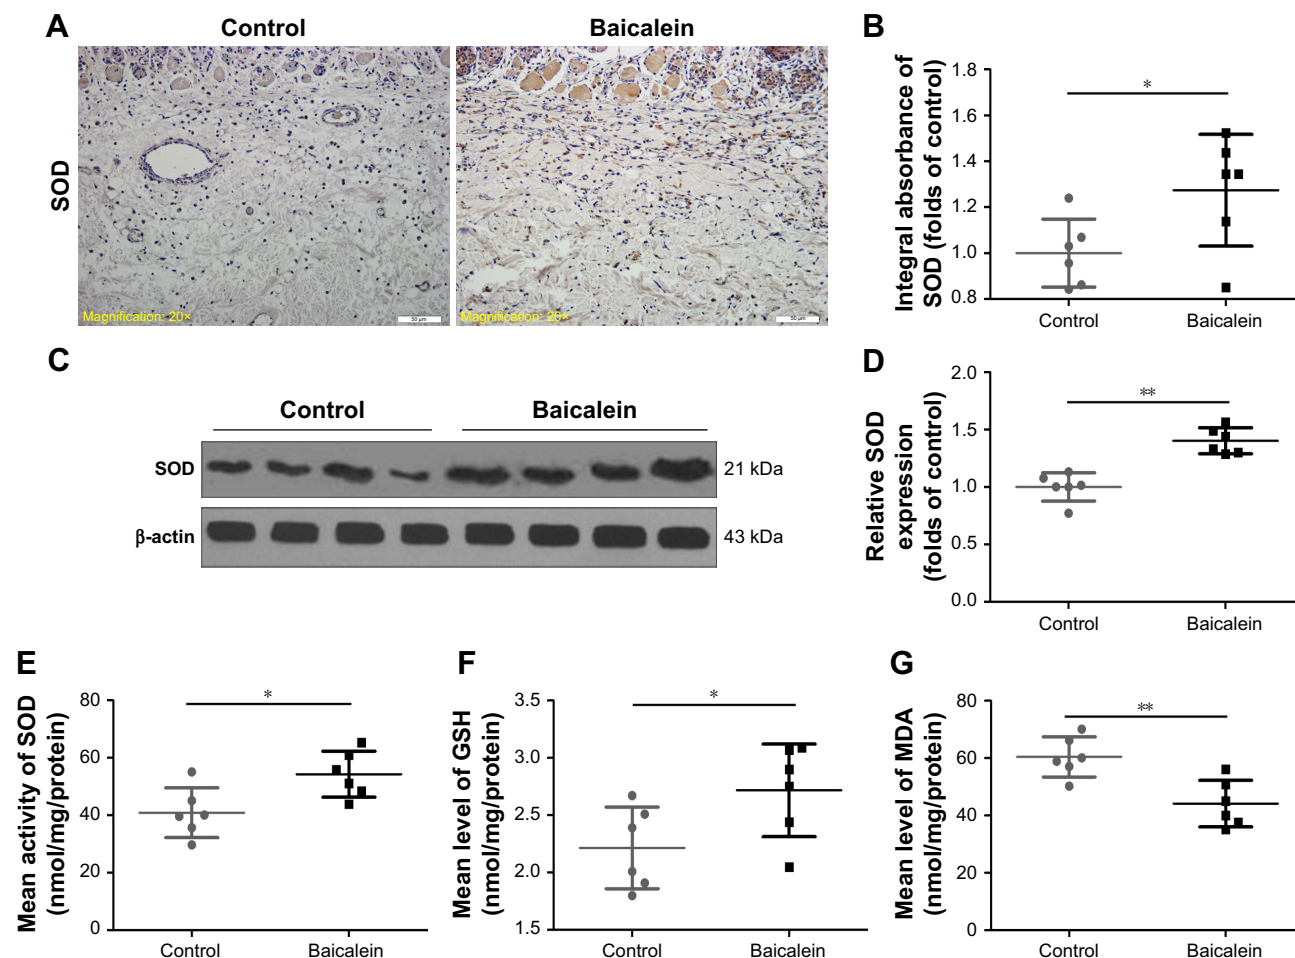 A
Control
Baicalein
SOD
Magnification: 20×
50 µm
Magnification: 20×
50 µm
B
Integral absorbance of
SOD (folds of control)
1.8
1.6
1.4
1.2
1.0
0.8
*
Control
Baicalein
C
Control
Baicalein
SOD
21 kDa
β-actin
43 kDa
D
Relative SOD
expression
(folds of control)
2.0
1.5
1.0
0.5
0.0
**
Control
Baicalein
E
Mean activity of SOD
(nmol/mg/protein)
80
60
40
20
0
*
Control
Baicalein
F
Mean level of GSH
(nmol/mg/protein)
3.5
3.0
2.5
2.0
1.5
*
Control
Baicalein
G
Mean level of MDA
(nmol/mg/protein)
80
60
40
20
0
**
Control
Baicalein